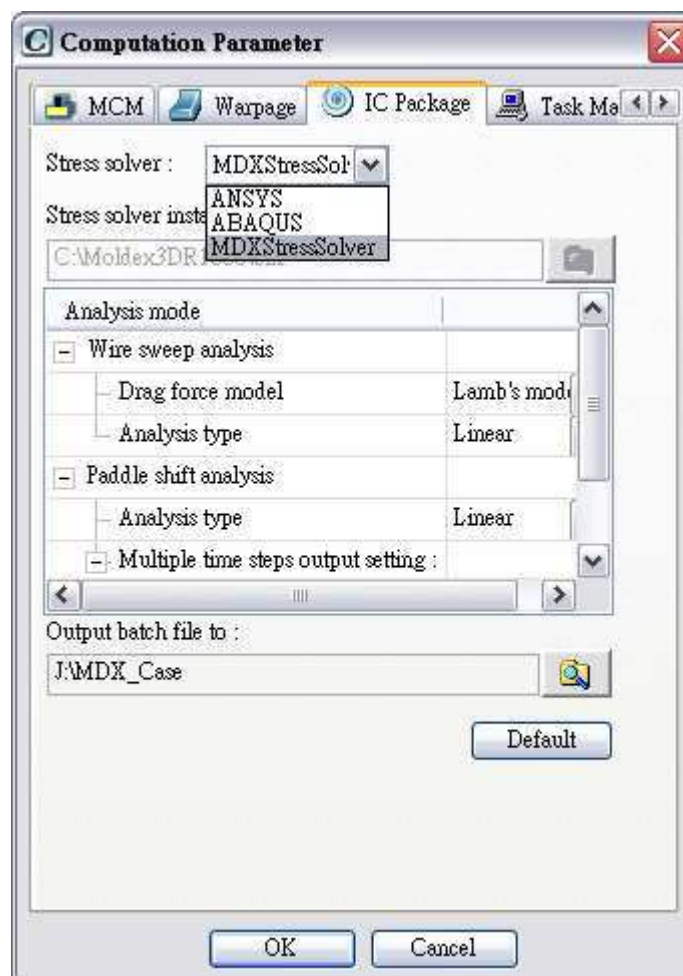 C Computation Parameter
MCM Warpage IC Package Task Ma
Stress solver : MDXStressSol
ANSYS
Stress solver insta
ABAQUS
MDXStressSolver
Analysis mode
Wire sweep analysis
Drag force model Lamb's mod
Analysis type Linear
Paddle shift analysis
Analysis type Linear
Multiple time steps output setting :
Output batch file to :
J:\MDX_Case
Default
OK Cancel